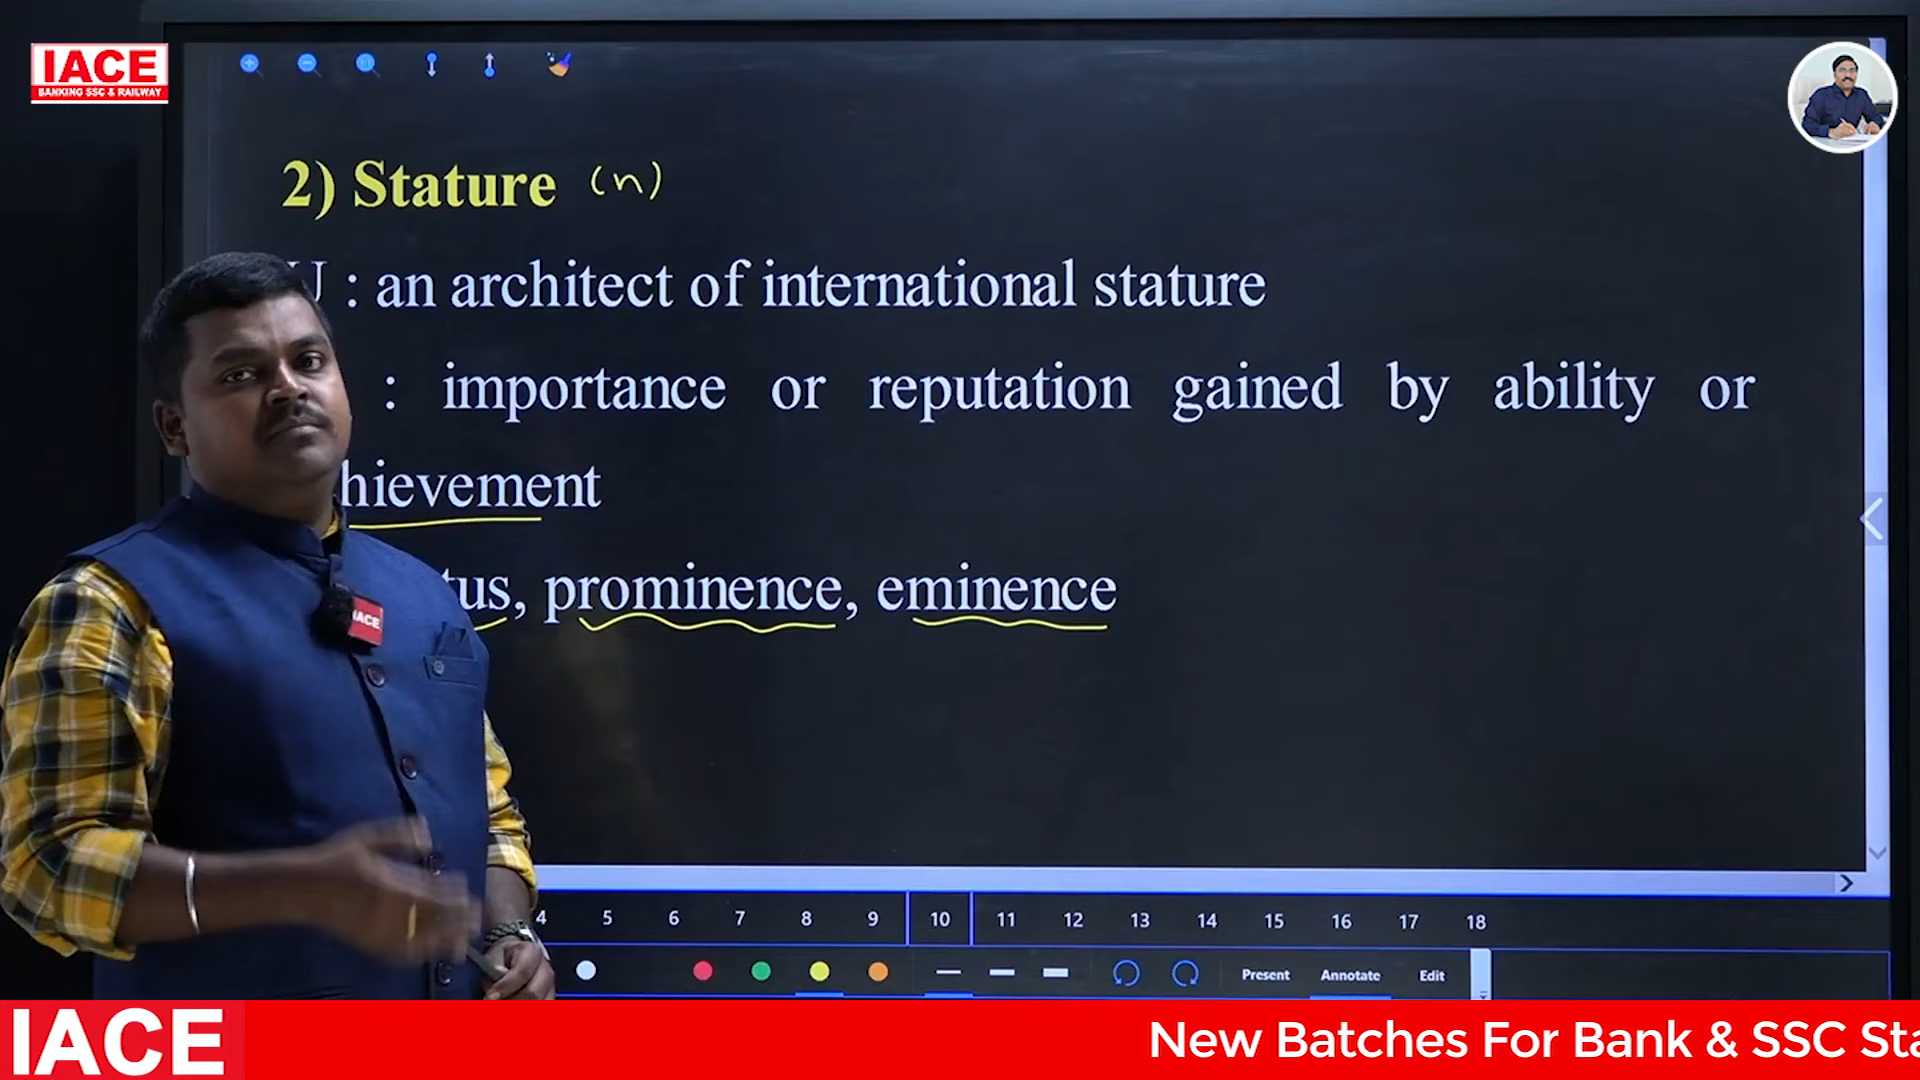 IACE
BANKING SSC & RAILWAY
2) Stature (n)
U : an architect of international stature
: importance or reputation gained by ability or
hievement
tus, prominence, eminence
IACE
4 5 6 7 8 9 10 11 12 13 14 15 16 17 18
Present Annotate Edit
IACE
New Batches For Bank & SSC Sta